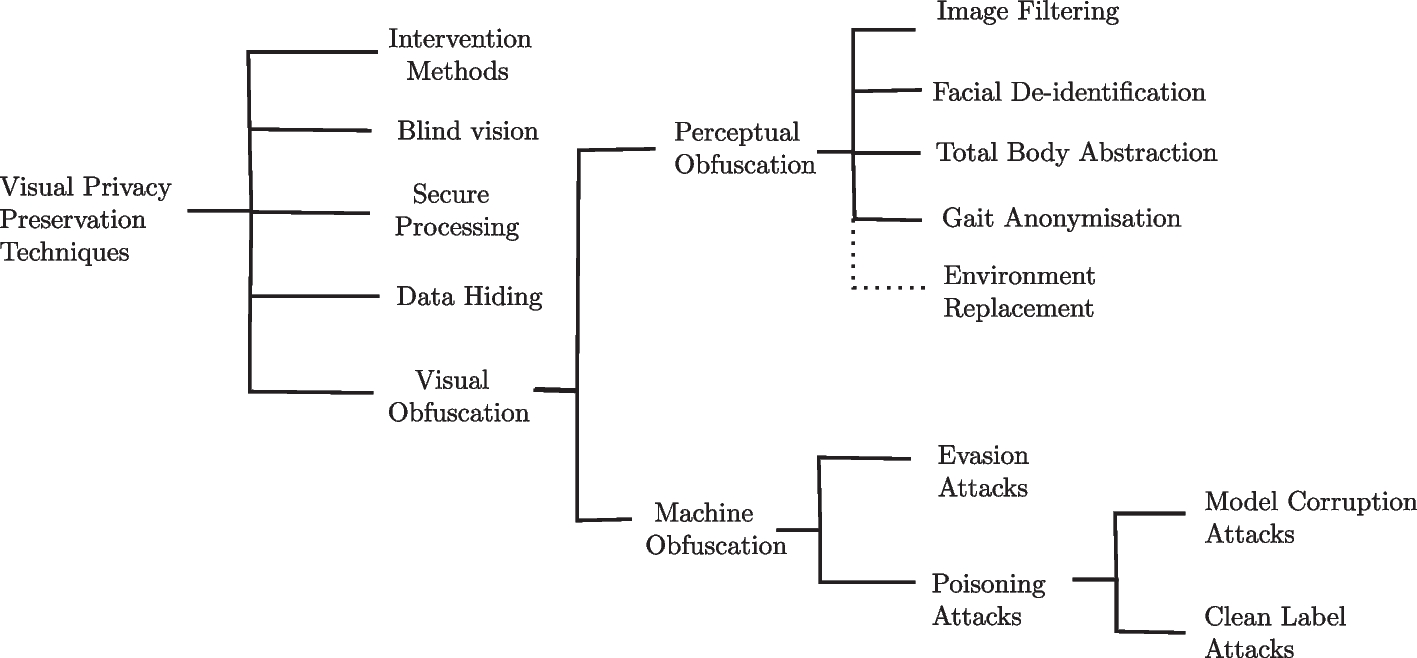 Visual Privacy
Preservation
Techniques
Intervention
Methods
Blind vision
Secure
Processing
Data Hiding
Visual
Obfuscation
Perceptual
Obfuscation
Image Filtering
Facial De-identification
Total Body Abstraction
Gait Anonymisation
Environment
Replacement
Machine
Obfuscation
Evasion
Attacks
Poisoning
Attacks
Model Corruption
Attacks
Clean Label
Attacks